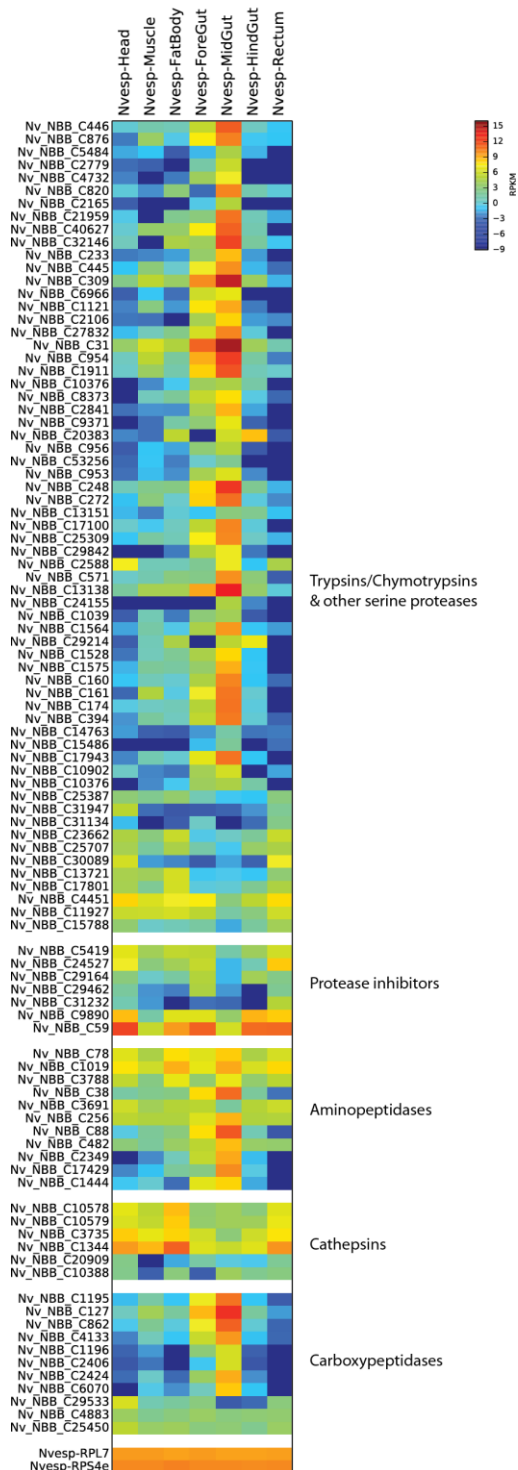 Nvesp-Head
Nvesp-Muscle
Nvesp-FatBody
Nvesp-ForeGut
Nvesp-MidGut
Nvesp-HindGut
Nvesp-Rectum
15
12
9
6
3
0
−3
−6
−9
RPKM
Nv_NBB_C446
Nv_NBB_C876
Nv_NBB_C5484
Nv_NBB_C2779
Nv_NBB_C4732
Nv_NBB_C820
Nv_NBB_C2165
Nv_NBB_C21959
Nv_NBB_C40627
Nv_NBB_C32146
Nv_NBB_C233
Nv_NBB_C445
Nv_NBB_C309
Nv_NBB_C6966
Nv_NBB_C1121
Nv_NBB_C2106
Nv_NBB_C27832
Nv_NBB_C31
Nv_NBB_C954
Nv_NBB_C1911
Nv_NBB_C10376
Nv_NBB_C8373
Nv_NBB_C2841
Nv_NBB_C9371
Nv_NBB_C20383
Nv_NBB_C956
Nv_NBB_C53256
Nv_NBB_C953
Nv_NBB_C248
Nv_NBB_C272
Nv_NBB_C13151
Nv_NBB_C17100
Nv_NBB_C25309
Nv_NBB_C29842
Nv_NBB_C2588
Nv_NBB_C571
Nv_NBB_C13138
Nv_NBB_C24155
Nv_NBB_C1039
Nv_NBB_C1564
Nv_NBB_C29214
Nv_NBB_C1528
Nv_NBB_C1575
Nv_NBB_C160
Nv_NBB_C161
Nv_NBB_C174
Nv_NBB_C394
Nv_NBB_C14763
Nv_NBB_C15486
Nv_NBB_C17943
Nv_NBB_C10902
Nv_NBB_C10376
Nv_NBB_C25387
Nv_NBB_C31947
Nv_NBB_C31134
Nv_NBB_C23662
Nv_NBB_C25707
Nv_NBB_C30089
Nv_NBB_C13721
Nv_NBB_C17801
Nv_NBB_C4451
Nv_NBB_C11927
Nv_NBB_C15788
Trypsins/Chymotrypsins
& other serine proteases
Nv_NBB_C5419
Nv_NBB_C24527
Nv_NBB_C29164
Nv_NBB_C29462
Nv_NBB_C31232
Nv_NBB_C9890
Nv_NBB_C59
Protease inhibitors
Nv_NBB_C78
Nv_NBB_C1019
Nv_NBB_C3788
Nv_NBB_C38
Nv_NBB_C3691
Nv_NBB_C256
Nv_NBB_C88
Nv_NBB_C482
Nv_NBB_C2349
Nv_NBB_C17429
Nv_NBB_C1444
Aminopeptidases
Nv_NBB_C10578
Nv_NBB_C10579
Nv_NBB_C3735
Nv_NBB_C1344
Nv_NBB_C20909
Nv_NBB_C10388
Cathepsins
Nv_NBB_C1195
Nv_NBB_C127
Nv_NBB_C862
Nv_NBB_C4133
Nv_NBB_C1196
Nv_NBB_C2406
Nv_NBB_C2424
Nv_NBB_C6070
Nv_NBB_C29533
Nv_NBB_C4883
Nv_NBB_C25450
Carboxypeptidases
Nvesp-RPL7
Nvesp-RPS4e